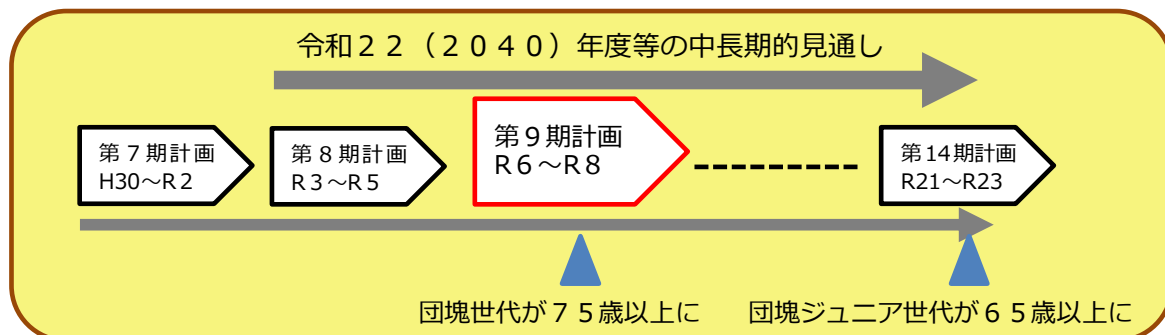 令和２２（２０４０）年度等の中長期的見通し
第７期計画
H30～R２
第８期計画
R３～R５
第９期計画
R６～R８
第14期計画
R21～R23
団塊世代が７５歳以上に
団塊ジュニア世代が６５歳以上に